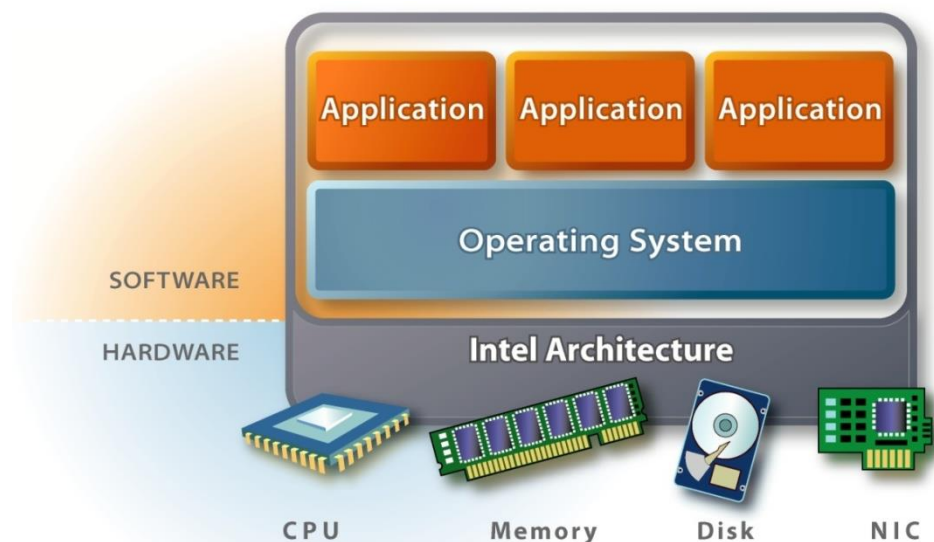 Application Application Application
Operating System
SOFTWARE
HARDWARE
Intel Architecture
CPU Memory Disk NIC